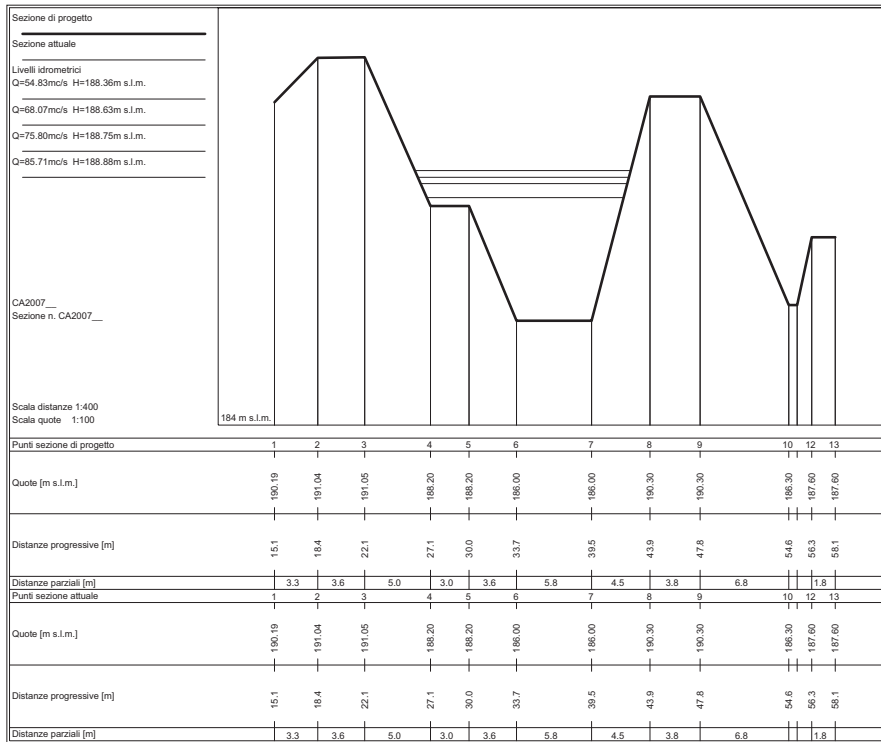 Sezione di progetto
Sezione attuale
Livelli idrometrici
Q=54.83mc/s H=188.36m s.l.m.
Q=68.07mc/s H=188.63m s.l.m.
Q=75.80mc/s H=188.75m s.l.m.
Q=85.71mc/s H=188.88m s.l.m.
CA2007__
Sezione n. CA2007__
Scala distanze 1:400
Scala quote 1:100
184 m s.l.m.
Punti sezione di progetto 1 2 3 4 5 6 7 8 9 10 12 13
Quote [m s.l.m.] 190.19 191.04 191.05 188.20 188.20 186.00 186.00 190.30 190.30 186.30 187.60 187.60
Distanze progressive [m] 15.1 18.4 22.1 27.1 30.0 33.7 39.5 43.9 47.8 54.6 56.3 58.1
Distanze parziali [m] 3.3 3.6 5.0 3.0 3.6 5.8 4.5 3.8 6.8 1.8
Punti sezione attuale 1 2 3 4 5 6 7 8 9 10 12 13
Quote [m s.l.m.] 190.19 191.04 191.05 188.20 188.20 186.00 186.00 190.30 190.30 186.30 187.60 187.60
Distanze progressive [m] 15.1 18.4 22.1 27.1 30.0 33.7 39.5 43.9 47.8 54.6 56.3 58.1
Distanze parziali [m] 3.3 3.6 5.0 3.0 3.6 5.8 4.5 3.8 6.8 1.8